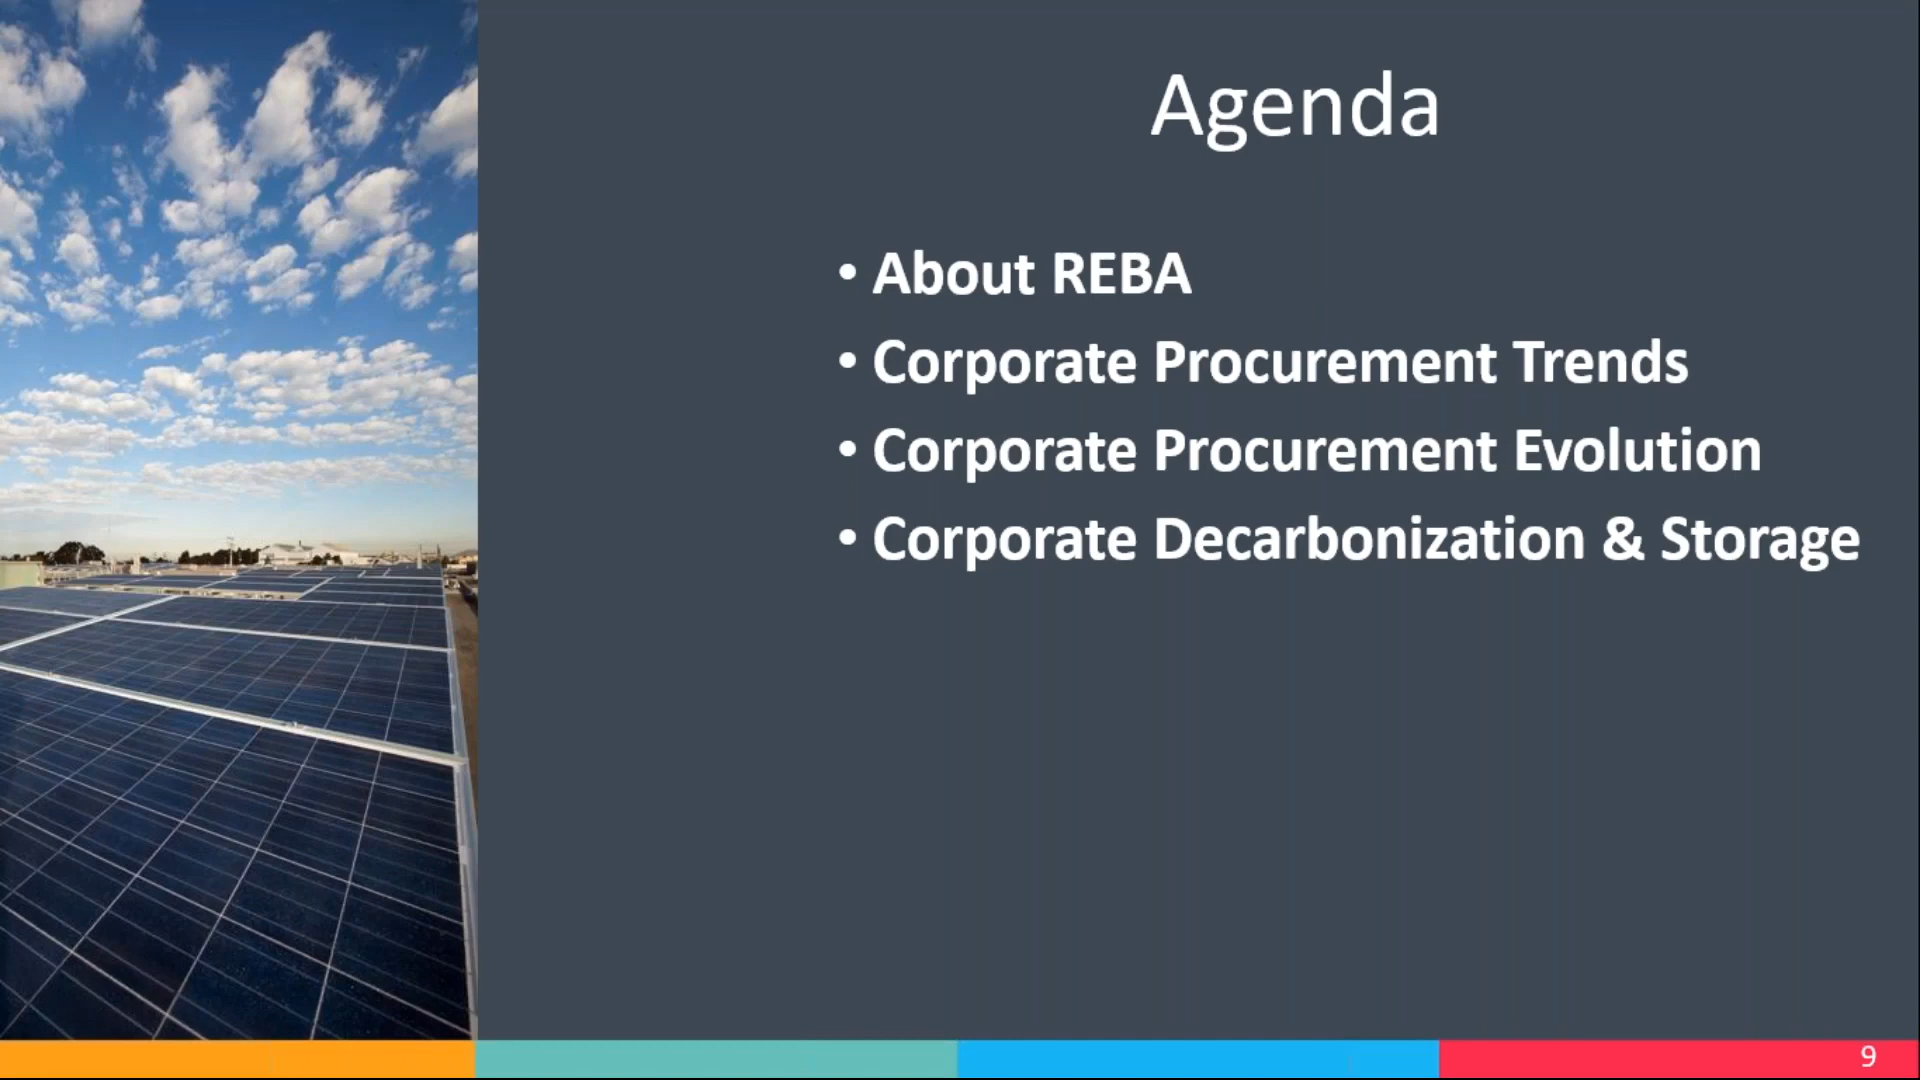 Agenda
• About REBA
• Corporate Procurement Trends
• Corporate Procurement Evolution
• Corporate Decarbonization & Storage
9